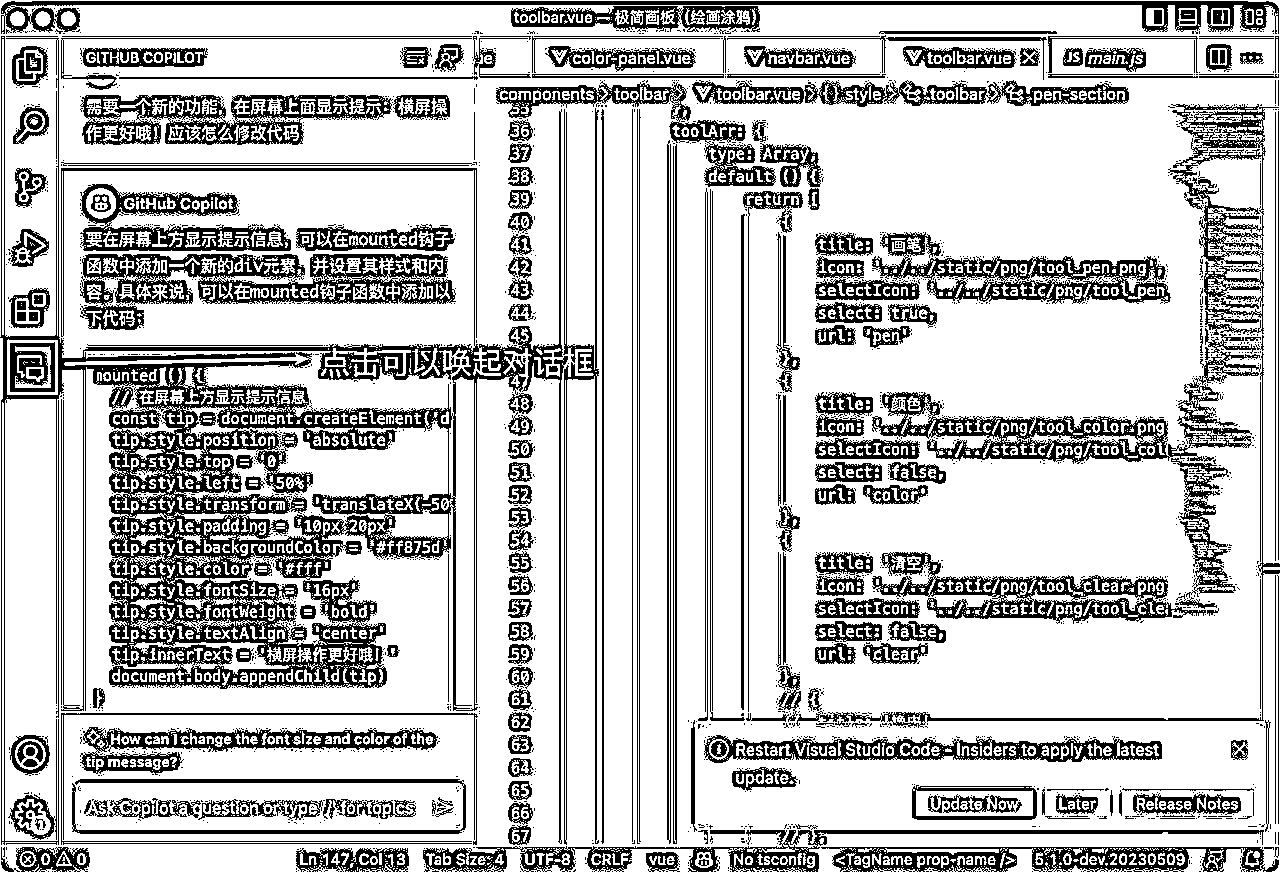 toolbar.vue — 极简画板（绘画涂鸦）
GITHUB COPILOT
需要一个新的功能，在屏幕上面显示提示：横屏操
作更好哦！应该怎么修改代码
GitHub Copilot
要在屏幕上方显示提示信息，可以在mounted钩子
函数中添加一个新的div元素，并设置其样式和内
容。具体来说，可以在mounted钩子函数中添加以
下代码：
点击可以唤起对话框
mounted () {
// 在屏幕上方显示提示信息
const tip = document.createElement('d
tip.style.position = 'absolute'
tip.style.top = '0'
tip.style.left = '50%'
tip.style.transform = 'translateX(-50
tip.style.padding = '10px 20px'
tip.style.backgroundColor = '#ff875d'
tip.style.color = '#fff'
tip.style.fontSize = '16px'
tip.style.fontWeight = 'bold'
tip.style.textAlign = 'center'
tip.innerText = '横屏操作更好哦！'
document.body.appendChild(tip)
}
How can I change the font size and color of the
tip message?
Ask Copilot a question or type '/' for topics
ue
color-panel.vue
navbar.vue
toolbar.vue
JS main.js
components > toolbar > toolbar.vue > {} style > .toolbar > .pen-section
35 },
36 toolArr: {
37 type: Array,
38 default () {
39 return [
40 {
41 title: '画笔',
42 icon: '../../static/png/tool_pen.png',
43 selectIcon: '../../static/png/tool_pen_
44 select: true,
45 url: 'pen'
},
47 {
48 title: '颜色',
49 icon: '../../static/png/tool_color.png
50 selectIcon: '../../static/png/tool_col
51 select: false,
52 url: 'color'
53 },
54 {
55 title: '清空',
56 icon: '../../static/png/tool_clear.png
57 selectIcon: '../../static/png/tool_cle
58 select: false,
59 url: 'clear'
60 },
61 // {
62
63
64
65
66
67 // },
Restart Visual Studio Code - Insiders to apply the latest
update.
Update Now
Later
Release Notes
0 0
Ln 147, Col 13
Tab Size: 4
UTF-8
CRLF
vue
No tsconfig
<TagName prop-name />
5.1.0-dev.20230509